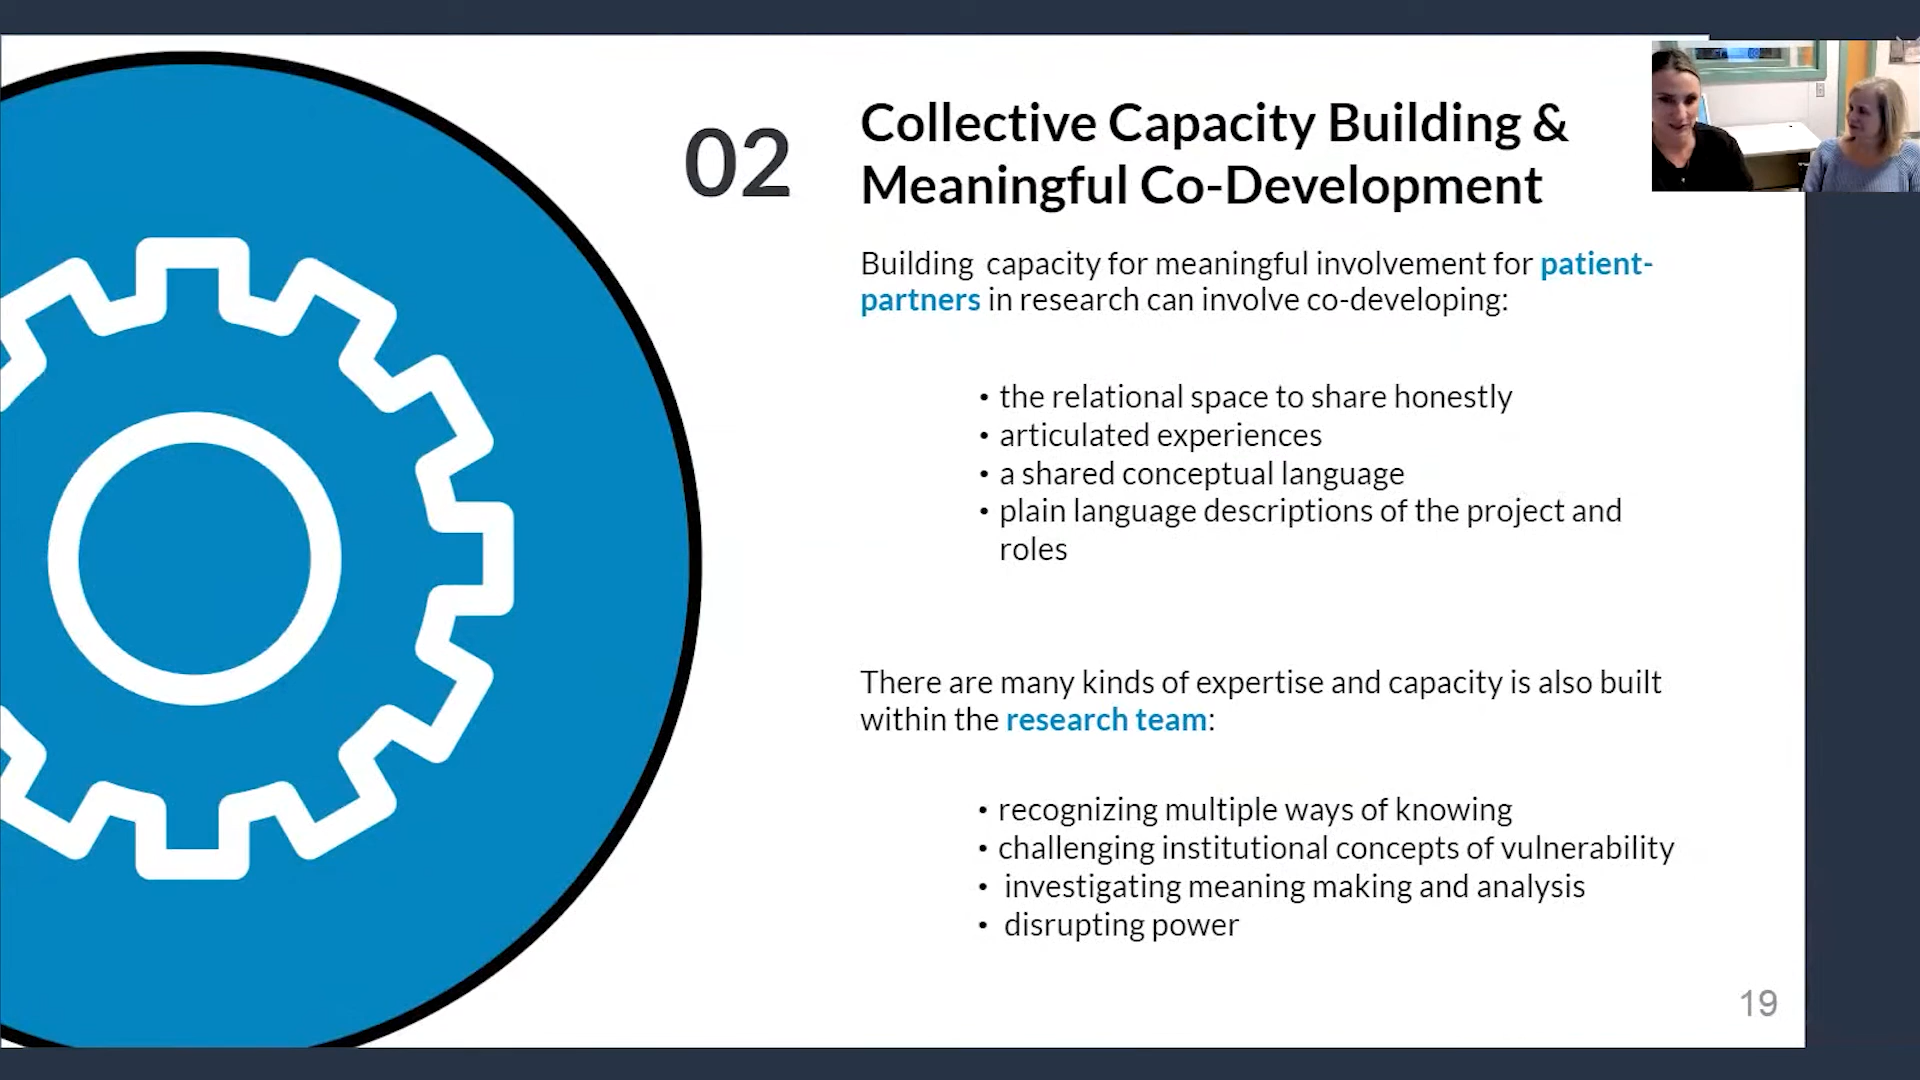 02
Collective Capacity Building &
Meaningful Co-Development
Building capacity for meaningful involvement for patient-
partners in research can involve co-developing:
• the relational space to share honestly
• articulated experiences
• a shared conceptual language
• plain language descriptions of the project and
roles
There are many kinds of expertise and capacity is also built
within the research team:
• recognizing multiple ways of knowing
• challenging institutional concepts of vulnerability
• investigating meaning making and analysis
• disrupting power
19